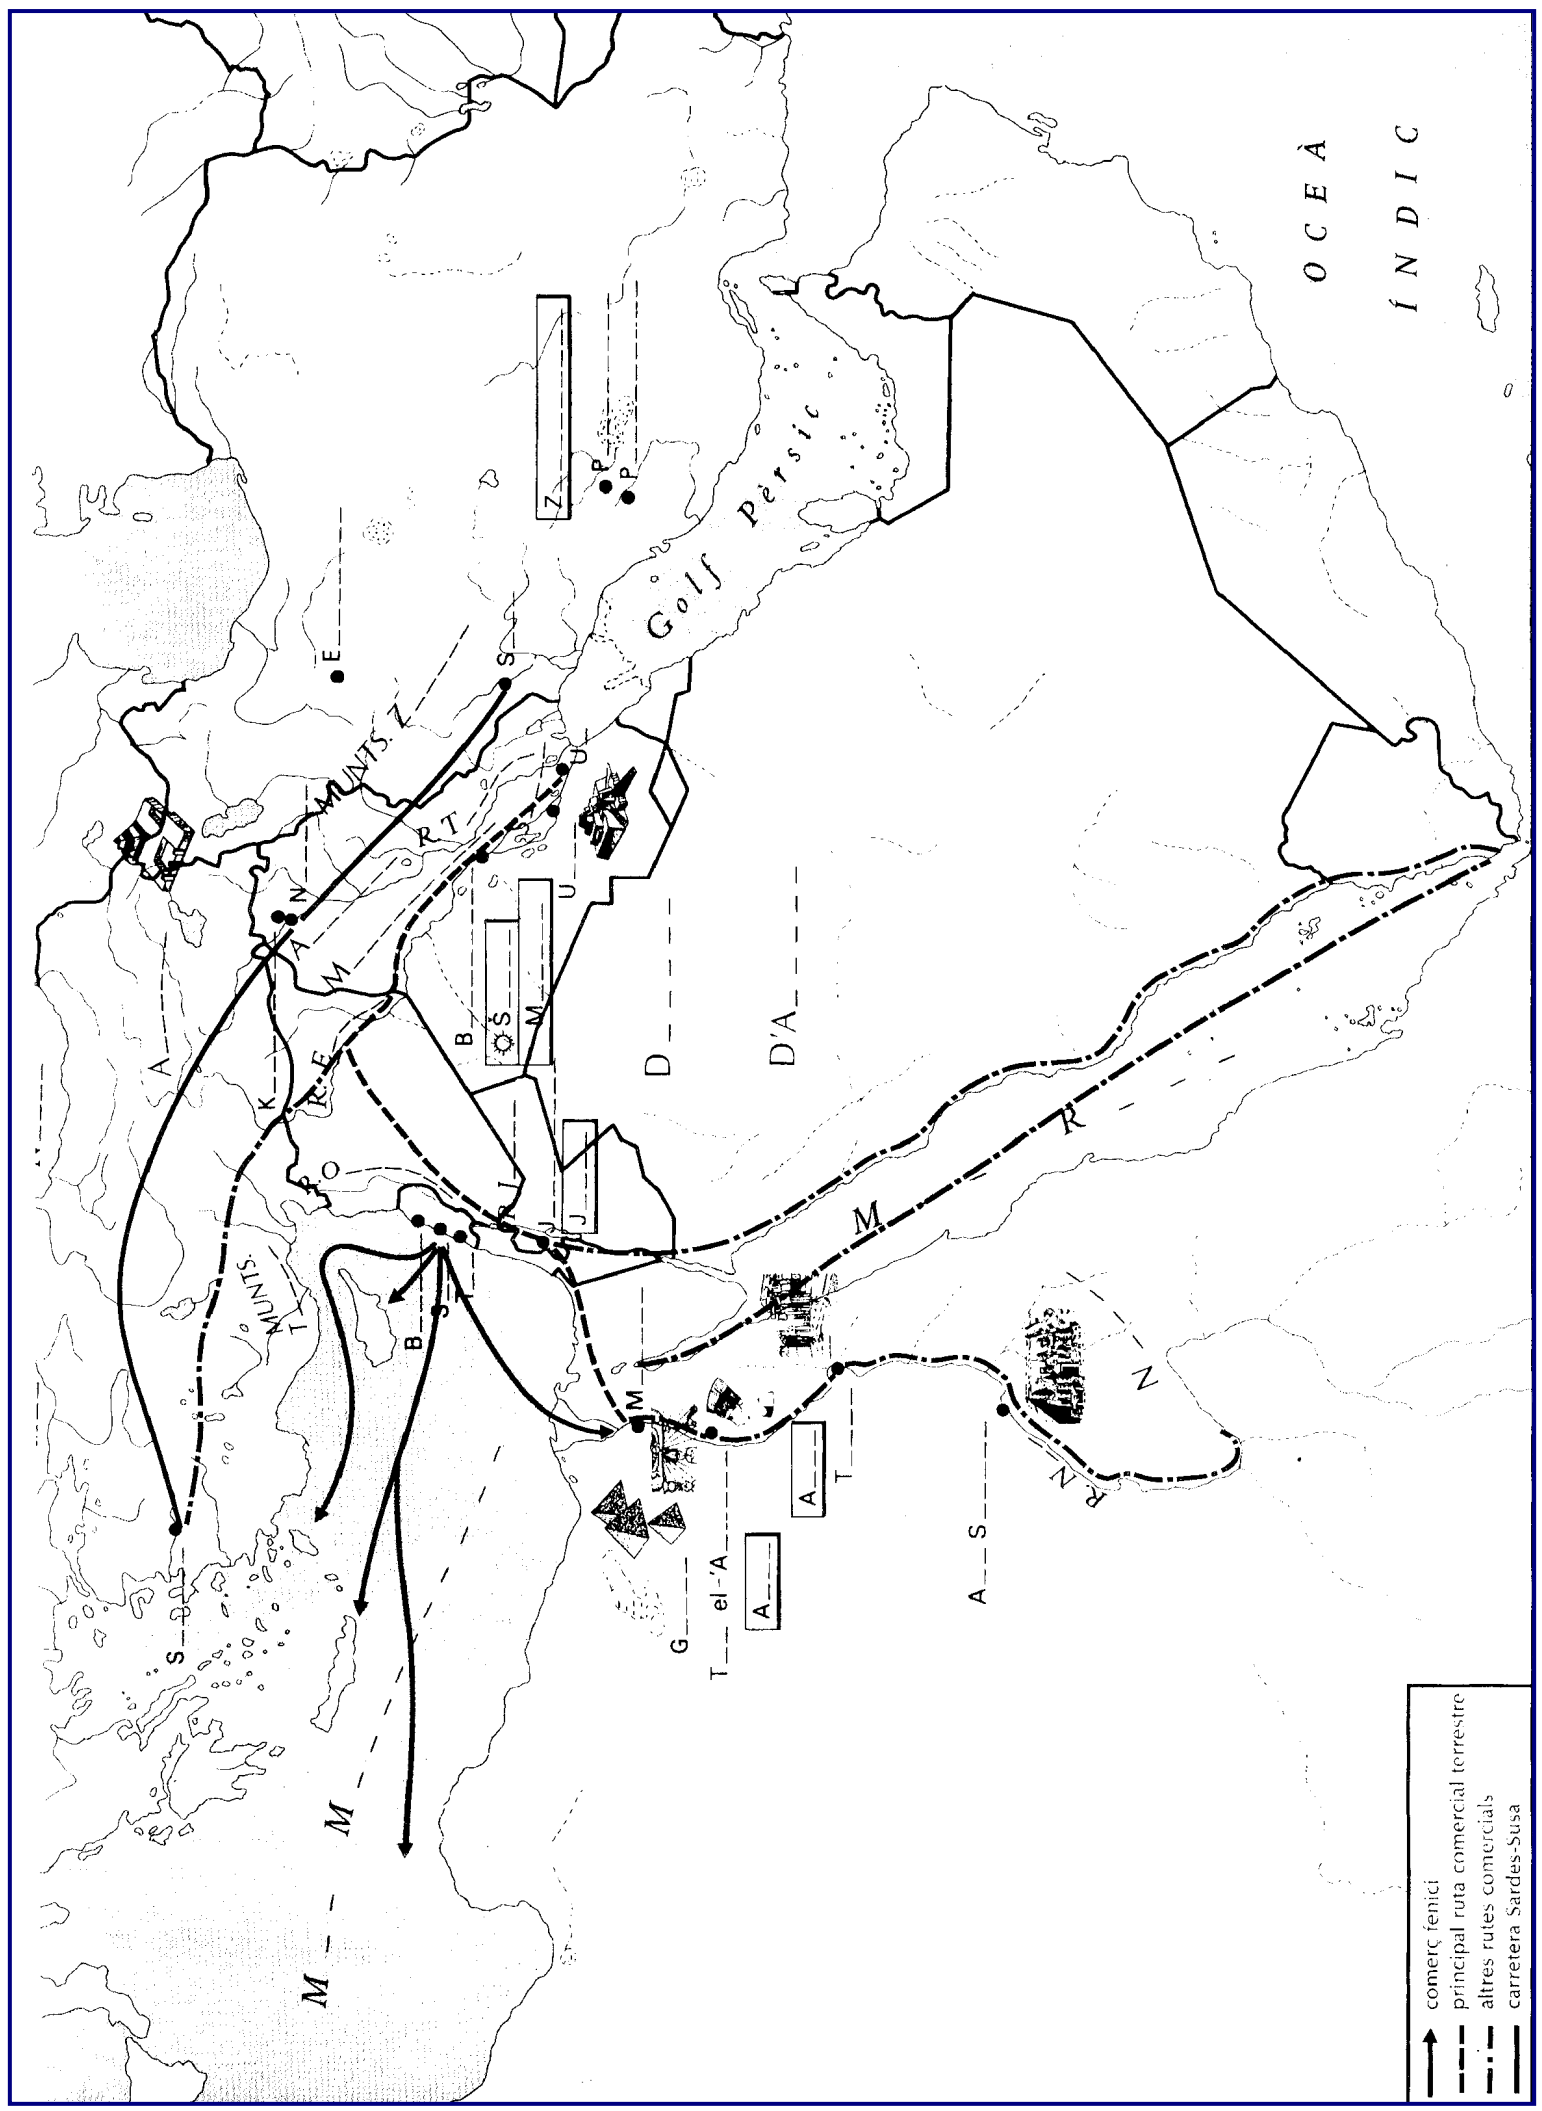 N
A
K
E
MUNTS. Z
N
A
M
R. T
R. E
R. O
MUNTS.
T
S
S
Z
P
P
U
U
B
Š
M
R. J
J
J
B
S
T
Golf Pèrsic
D
D'A
M
M
M
G
T el-'A
A
A
T
M
R
A S
R. N
N
OCEÀ
ÍNDIC
comerç fenici
principal ruta comercial terrestre
altres rutes comercials
carretera Sardes-Susa